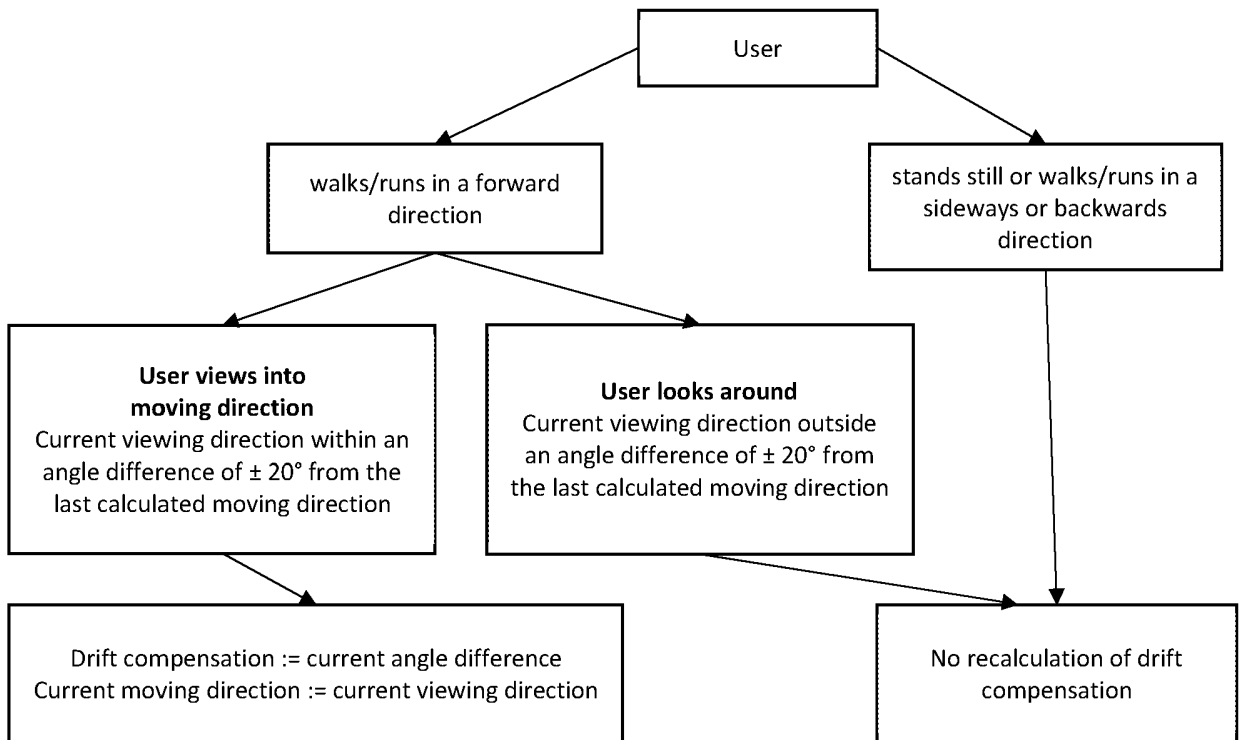 User
walks/runs in a forward
direction
stands still or walks/runs in a
sideways or backwards
direction
User views into
moving direction
Current viewing direction within an
angle difference of ± 20° from the
last calculated moving direction
User looks around
Current viewing direction outside
an angle difference of ± 20° from
the last calculated moving direction
Drift compensation := current angle difference
Current moving direction := current viewing direction
No recalculation of drift
compensation